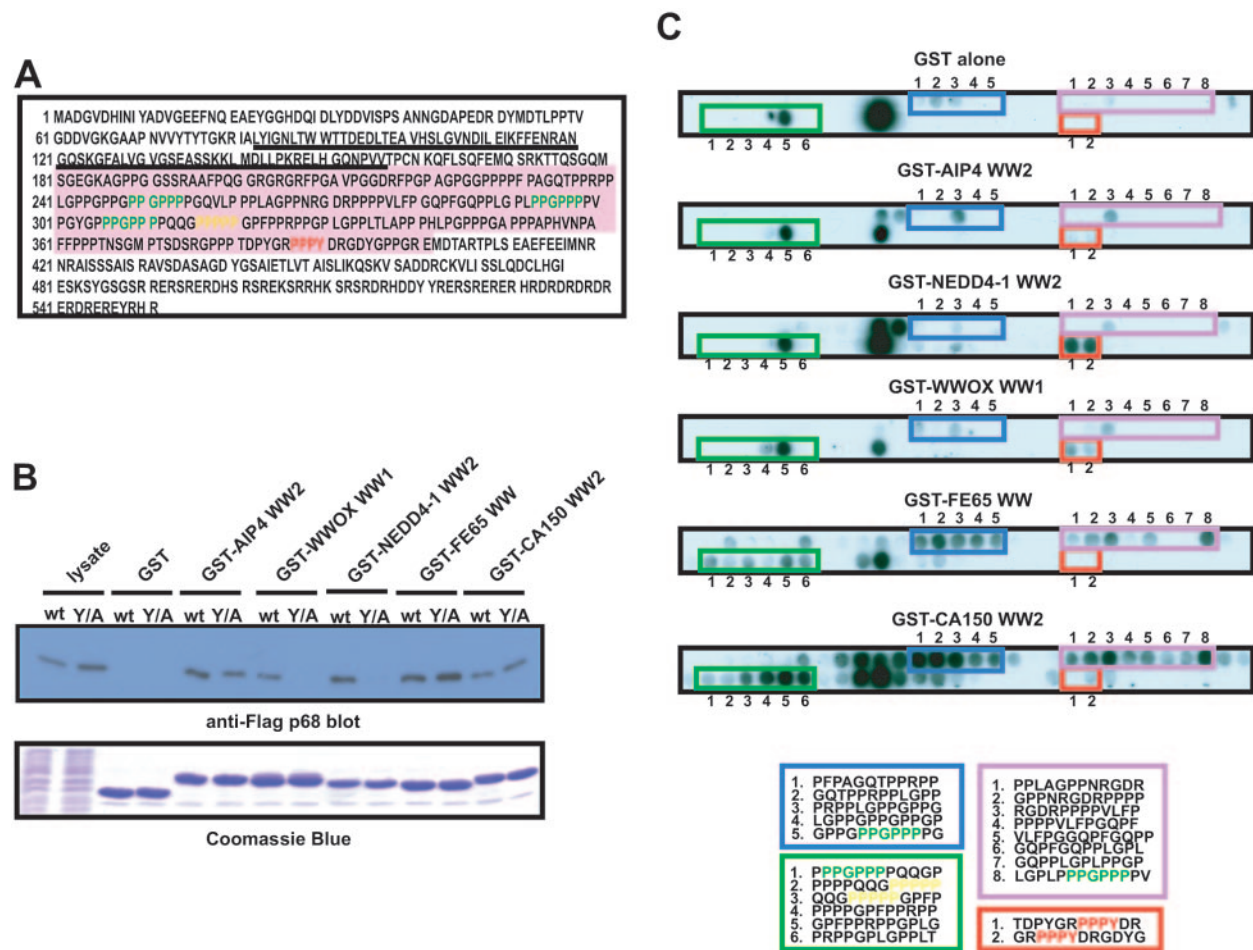 A
1 MADGVDHINI YADVGEEFNQ EAEYGGHDQI DLYDDVISPS ANNGDAPEDR DYMDTLPPTV
61 GDDVGKGAAP NVVYTYTGKR IALYIGNLTW WTTDEDLTEA VHSLGVNDIL EIKFFENRAN
121 GQSKGFALVG VGSEASSKKL MDLLPKRELH GQNPVVTPCN KQFLSQFEMQ SRKTTQSGQM
181 SGEGKAGPPG GSSRAAFPQG GRGRGRFPGA VPGGDRFPGP AGPGGPPPPF PAGQTPPRPP
241 LGPPGPPGPP GPPPPGQVLP PPLAGPPNRG DRPPPPVLFP GQPFGQPPLG PLPPGPPPPV
301 PGYGPPPGPP PPQQGPPPPP GPFPPRPPGP LGPPLTLAPP PHLPGPPPGA PPPAPHVNPA
361 FFPPPTNSGM PTSDSRGPPP TDPYGRPPPY DRGDYGPPGR EMDTARTPLS EAEFEEIMNR
421 NRAISSSAIS RAVSDASAGD YGSAIETLVT AISLIKQSKV SADDRCKVLI SSLQDCLHGI
481 ESKSYGSGSR RERSRERDHS RSREKSRRHK SRSRDRHDDY YRERSRERER HRDRDRDRDR
541 ERDREREYRH R
B
lysate
GST
GST-AIP4 WW2
GST-WWOX WW1
GST-NEDD4-1 WW2
GST-FE65 WW
GST-CA150 WW2
wt Y/A wt Y/A wt Y/A wt Y/A wt Y/A wt Y/A wt Y/A
anti-Flag p68 blot
Coomassie Blue
C
GST alone
1 2 3 4 5 1 2 3 4 5 6 7 8
1 2 3 4 5 6 1 2
GST-AIP4 WW2
1 2 3 4 5 1 2 3 4 5 6 7 8
1 2 3 4 5 6 1 2
GST-NEDD4-1 WW2
1 2 3 4 5 1 2 3 4 5 6 7 8
1 2 3 4 5 6 1 2
GST-WWOX WW1
1 2 3 4 5 1 2 3 4 5 6 7 8
1 2 3 4 5 6 1 2
GST-FE65 WW
1 2 3 4 5 1 2 3 4 5 6 7 8
1 2 3 4 5 6 1 2
GST-CA150 WW2
1 2 3 4 5 1 2 3 4 5 6 7 8
1 2 3 4 5 6 1 2
1. PFPAGQTPPRPP
2. GQTPPRPPLGPP
3. PRPPLGPPGPPG
4. LGPPGPPGPPGP
5. GPPGPPGPPPPG
1. PPPGPPPPQQGP
2. PPPPQQGPPPPP
3. QQGPPPPPGPFP
4. PPPPGPFPPRPP
5. GPFPPRPPGPLG
6. PRPPGPLGPPLT
1. PPLAGPPNRGDR
2. GPPNRGDRPPPP
3. RGDRPPPPVLFP
4. PPPPVLFPGQPF
5. VLFPGGQPFGQPP
6. GQPFGQPPLGPL
7. GQPPLGPLPPGP
8. LGPLPPPGPPPPV
1. TDPYGRPPPYDR
2. GRPPPYDRGDYG